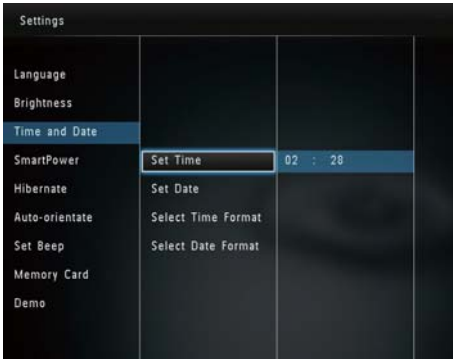 Settings
Language
Brightness
Time and Date
SmartPower
Hibernate
Auto-orientate
Set Beep
Memory Card
Demo
Set Time
Set Date
Select Time Format
Select Date Format
02 : 28